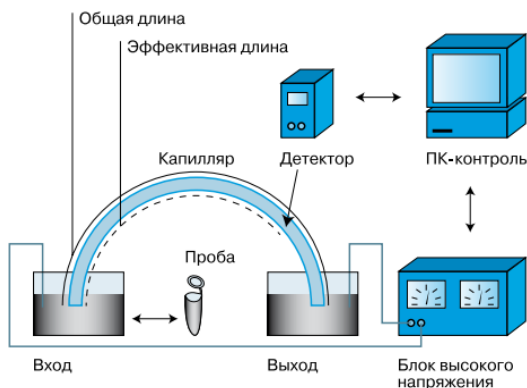 Общая длина
Эффективная длина
Капилляр
Детектор
ПК-контроль
Проба
Вход
Выход
Блок высокого
напряжения